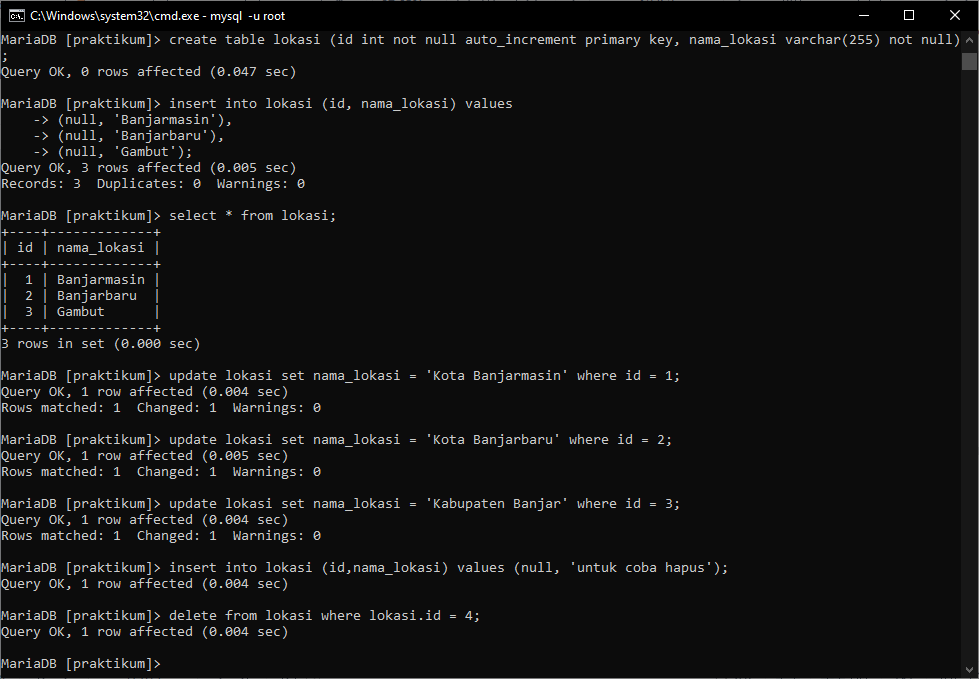 C:\Windows\system32\cmd.exe - mysql  -u root
MariaDB [praktikum]> create table lokasi (id int not null auto_increment primary key, nama_lokasi varchar(255) not null)
;
Query OK, 0 rows affected (0.047 sec)
MariaDB [praktikum]> insert into lokasi (id, nama_lokasi) values
    -> (null, 'Banjarmasin'),
    -> (null, 'Banjarbaru'),
    -> (null, 'Gambut');
Query OK, 3 rows affected (0.005 sec)
Records: 3  Duplicates: 0  Warnings: 0
MariaDB [praktikum]> select * from lokasi;
+----+-------------+
| id | nama_lokasi |
+----+-------------+
|  1 | Banjarmasin |
|  2 | Banjarbaru  |
|  3 | Gambut      |
+----+-------------+
3 rows in set (0.000 sec)
MariaDB [praktikum]> update lokasi set nama_lokasi = 'Kota Banjarmasin' where id = 1;
Query OK, 1 row affected (0.004 sec)
Rows matched: 1  Changed: 1  Warnings: 0
MariaDB [praktikum]> update lokasi set nama_lokasi = 'Kota Banjarbaru' where id = 2;
Query OK, 1 row affected (0.005 sec)
Rows matched: 1  Changed: 1  Warnings: 0
MariaDB [praktikum]> update lokasi set nama_lokasi = 'Kabupaten Banjar' where id = 3;
Query OK, 1 row affected (0.004 sec)
Rows matched: 1  Changed: 1  Warnings: 0
MariaDB [praktikum]> insert into lokasi (id,nama_lokasi) values (null, 'untuk coba hapus');
Query OK, 1 row affected (0.004 sec)
MariaDB [praktikum]> delete from lokasi where lokasi.id = 4;
Query OK, 1 row affected (0.004 sec)
MariaDB [praktikum]>